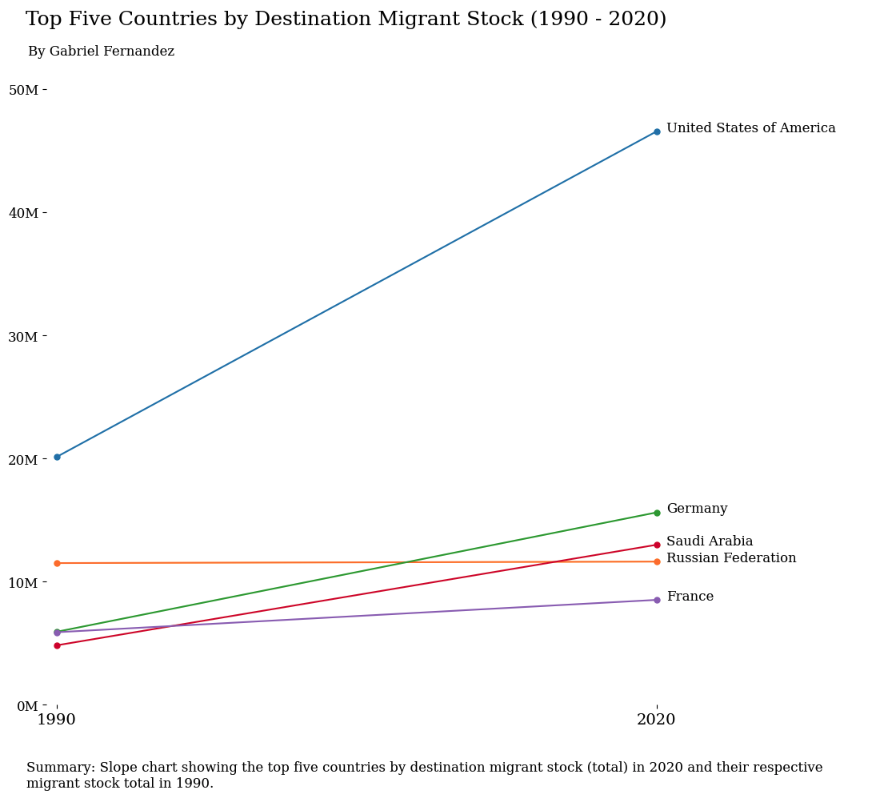 Top Five Countries by Destination Migrant Stock (1990 - 2020)
By Gabriel Fernandez
50M
United States of America
40M
30M
20M
Germany
Saudi Arabia
Russian Federation
10M
France
0M
1990
2020
Summary: Slope chart showing the top five countries by destination migrant stock (total) in 2020 and their respective
migrant stock total in 1990.